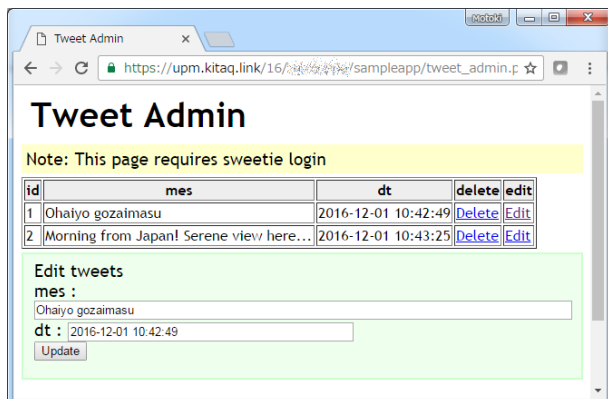 Motoki
Tweet Admin
https://upm.kitaq.link/16/ /sampleapp/tweet_admin.p
Tweet Admin
Note: This page requires sweetie login
id mes dt delete edit
1 Ohaiyo gozaimasu 2016-12-01 10:42:49 Delete Edit
2 Morning from Japan! Serene view here... 2016-12-01 10:43:25 Delete Edit
Edit tweets
mes :
Ohaiyo gozaimasu
dt : 2016-12-01 10:42:49
Update